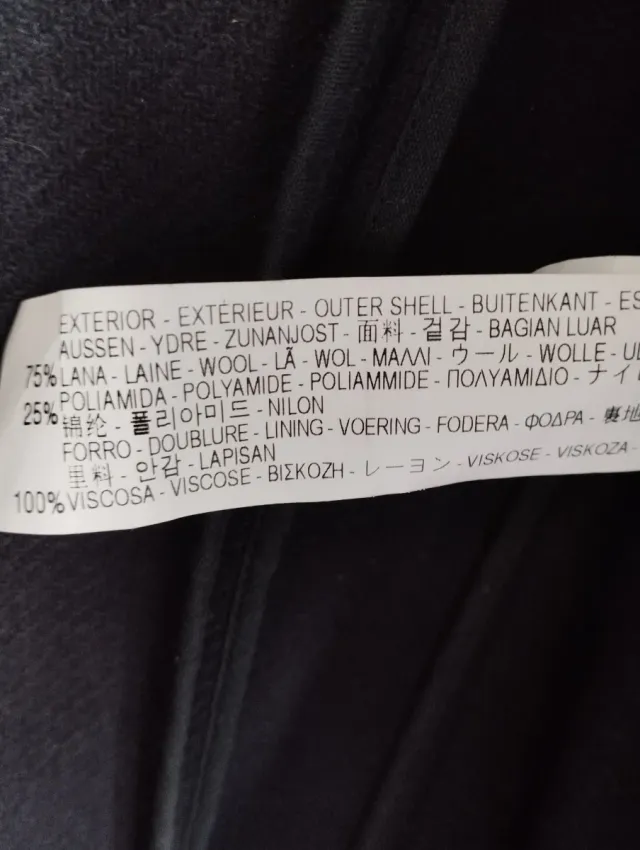 EXTERIOR - EXTÉRIEUR - OUTER SHELL - BUITENKANT -
AUSSEN - YDRE - ZUNANJOST - 面料 - 겉감 - BAGIAN LUAR
75% LANA - LAINE - WOOL - LÃ - WOL - ΜΑΛΛΙ - ウール - WOLLE -
POLIAMIDA - POLYAMIDE - POLIAMMIDE - ΠΟΛΥΑΜΙΔΙΟ -
25% 锦纶 - 폴리아미드 - NILON
FORRO - DOUBLURE - LINING - VOERING - FODERA - ΦΟΔΡΑ - 裏地
里料 - 안감 - LAPISAN
100% VISCOSA - VISCOSE - ΒΙΣΚΟΖΗ - レーヨン - VISKOSE - VISKOZA -